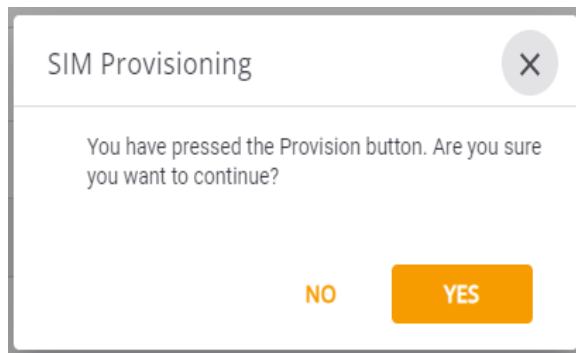 SIM Provisioning
You have pressed the Provision button. Are you sure
you want to continue?
NO
YES